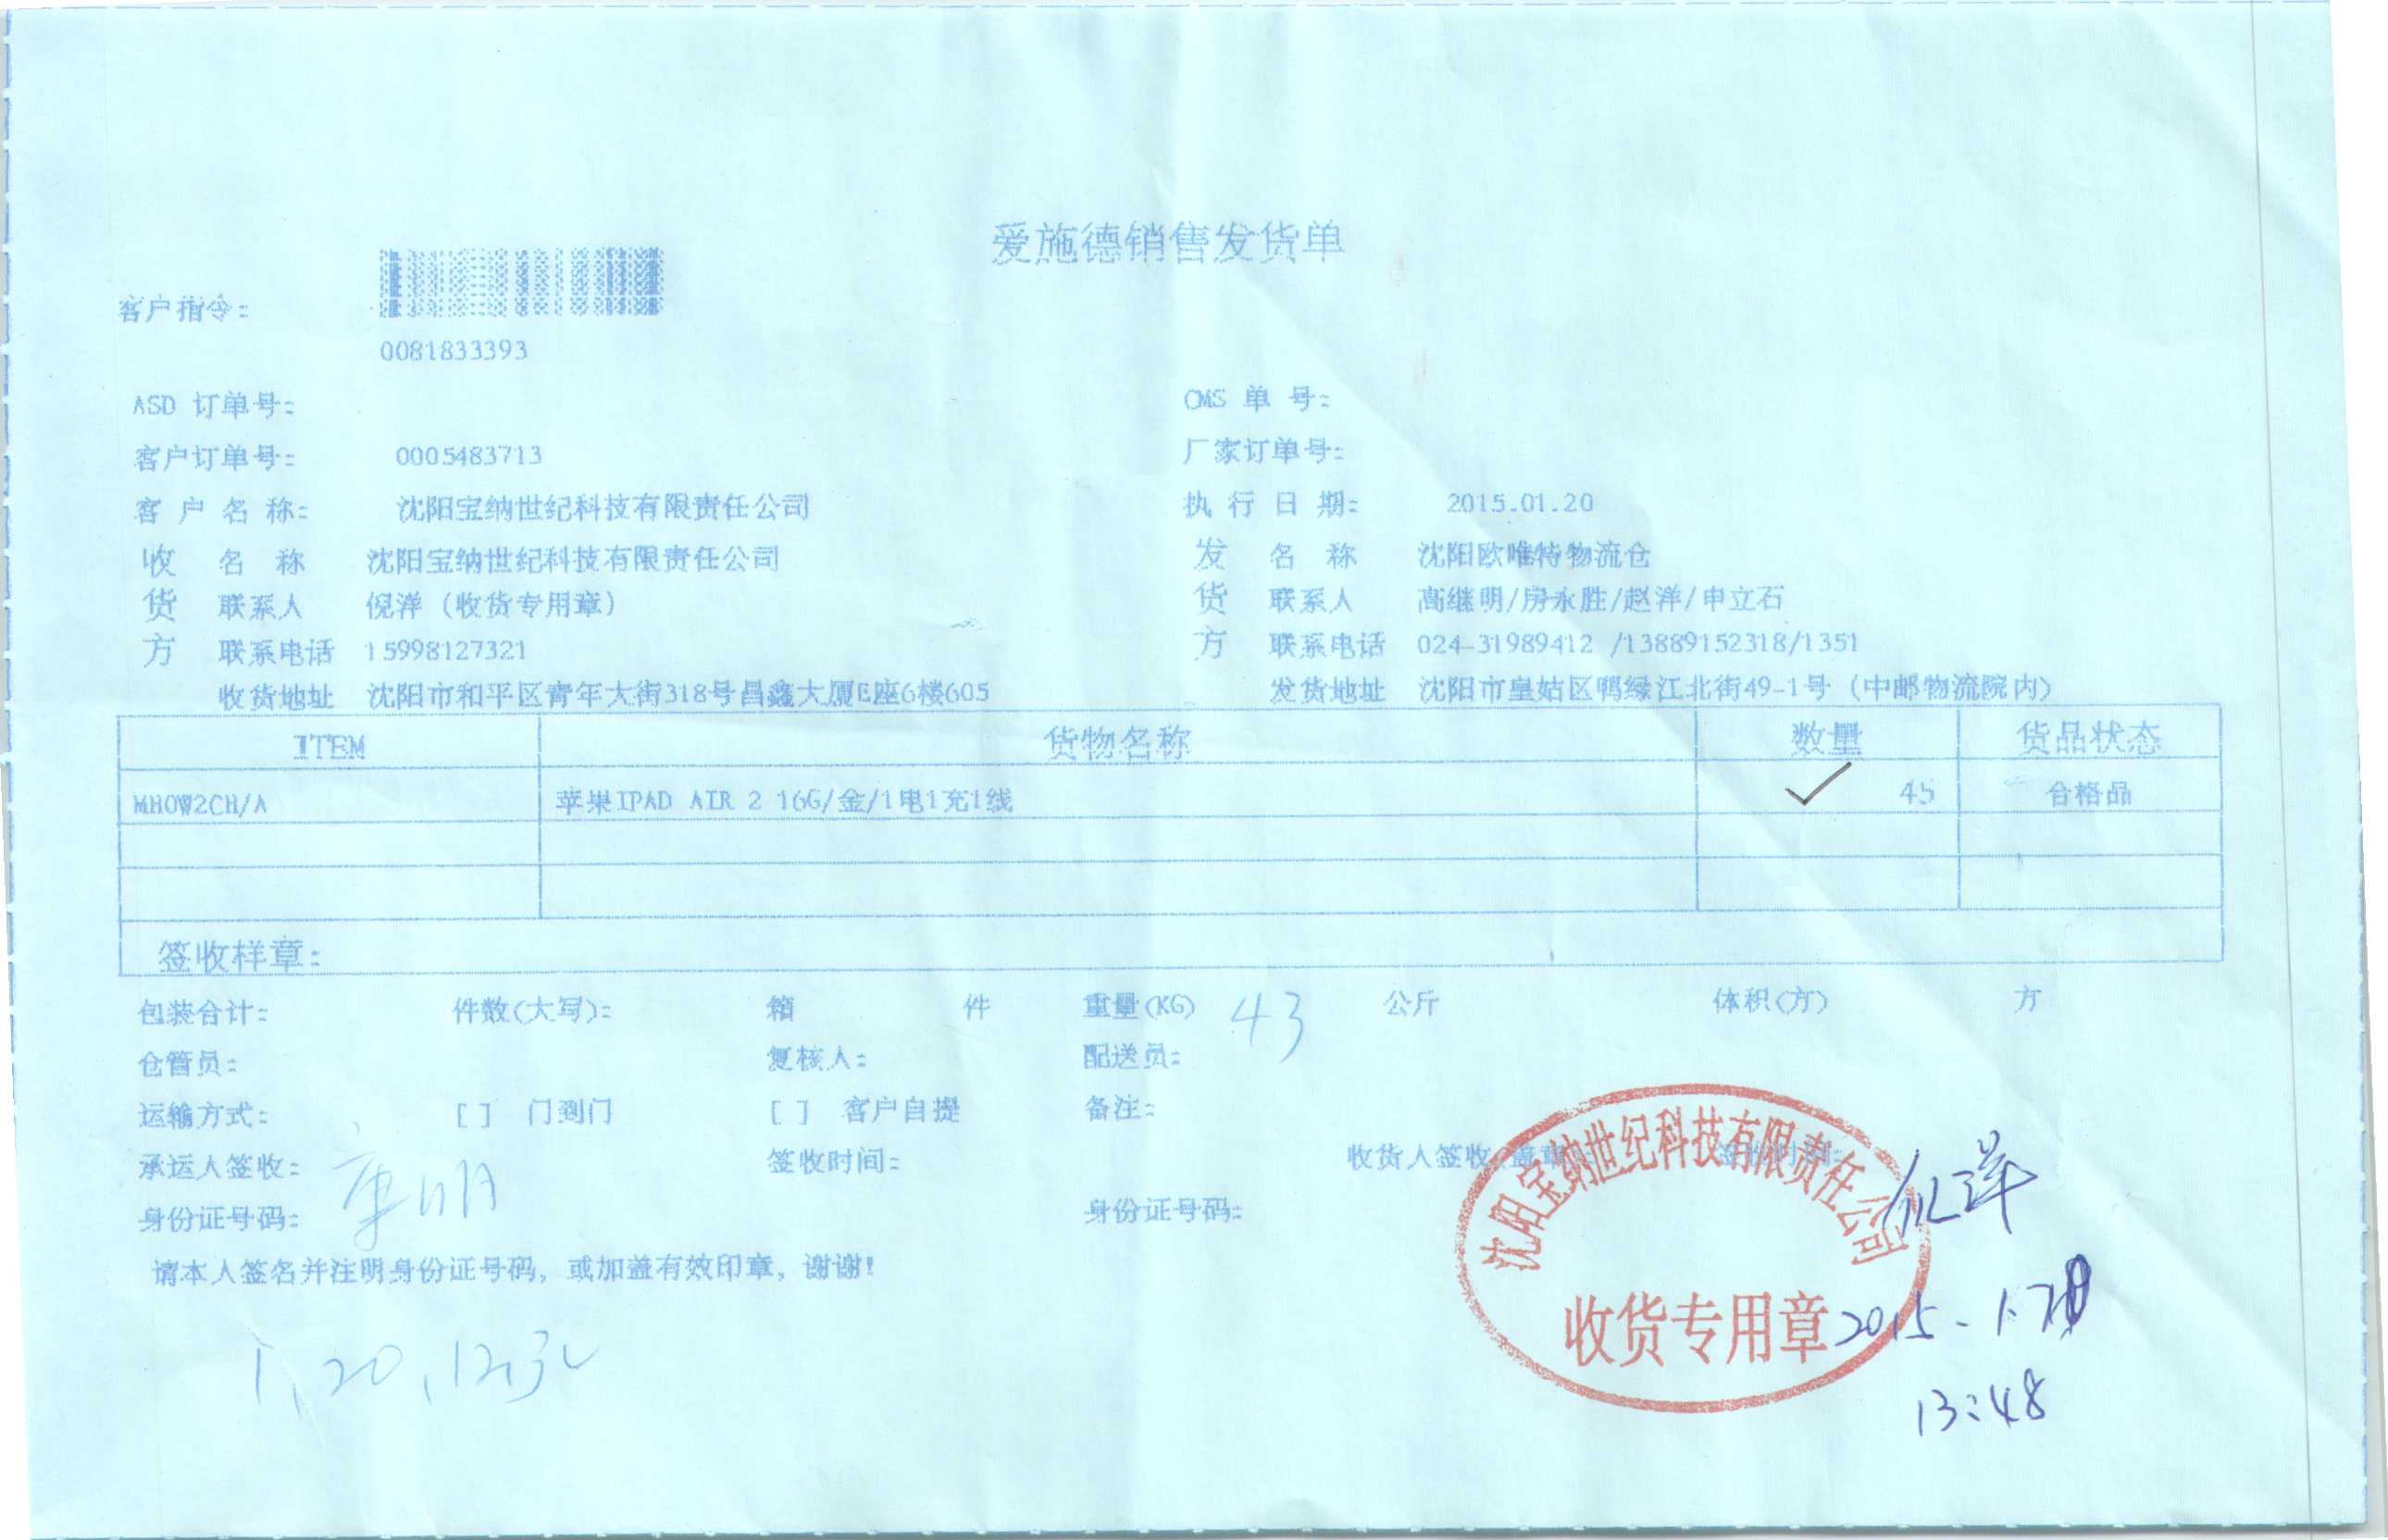 爱施德销售发货单
客户指令:
0081833393
ASD 订单号: CMS 单 号:
客户订单号: 0005483713 厂家订单号:
客 户 名 称: 沈阳宝纳世纪科技有限责任公司 执 行 日 期: 2015.01.20
收 名 称 沈阳宝纳世纪科技有限责任公司 发 名 称 沈阳欧唯特物流仓
货 联系人 倪洋(收货专用章) 货 联系人 高继明/房永胜/赵洋/申立石
方 联系电话 15998127321 方 联系电话 024-31989412 /13889152318/1351
收货地址 沈阳市和平区青年大街318号昌鑫大厦E座6楼605 发货地址 沈阳市皇姑区鸭绿江北街49-1号(中邮物流院内)
ITEM 货物名称 数量 货品状态
MH0W2CH/A 苹果IPAD AIR 2 16G/金/1电1充1线 45 合格品
签收样章:
包装合计: 件数(大写): 箱 件 重量(KG) 43 公斤 体积(方) 方
仓管员: 复核人: 配送员:
运输方式: [ ] 门到门 [ ] 客户自提 备注:
承运人签收: 签收时间: 收货人签收(盖章): 签收时间:
身份证号码: 身份证号码:
请本人签名并注明身份证号码, 或加盖有效印章, 谢谢!
沈阳宝纳世纪科技有限责任公司
收货专用章
13:48